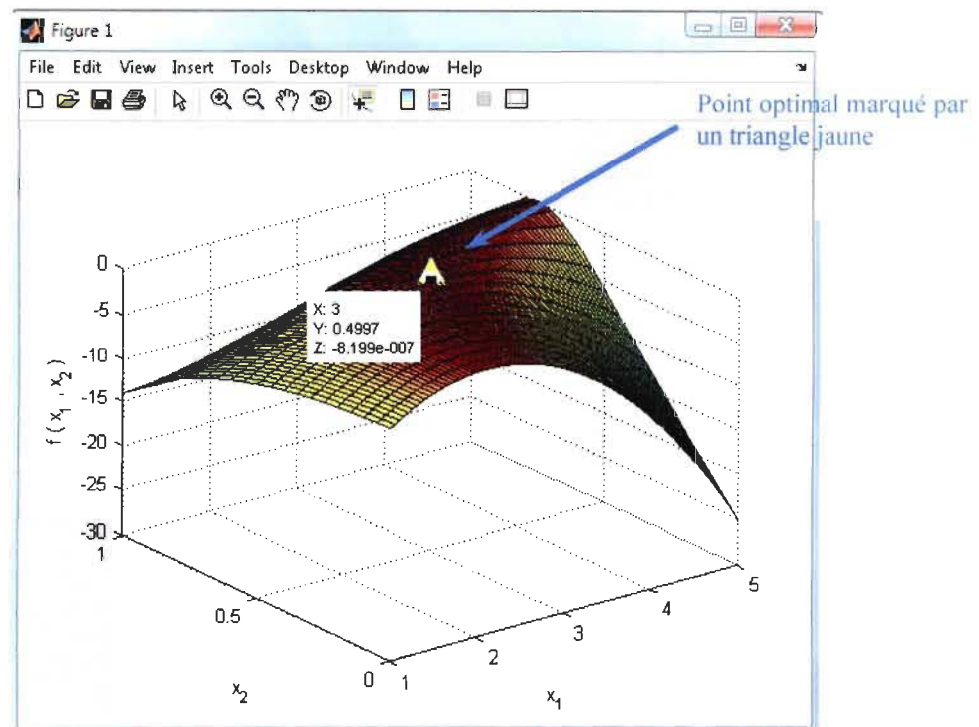 Figure 1
File Edit View Insert Tools Desktop Window Help
Point optimal marqué par
un triangle jaune
X: 3
Y: 0.4997
Z: -8.199e-007
f ( x1 , x2 )
0
-5
-10
-15
-20
-25
-30
1
0.5
0
x2
1
2
3
4
5
x1